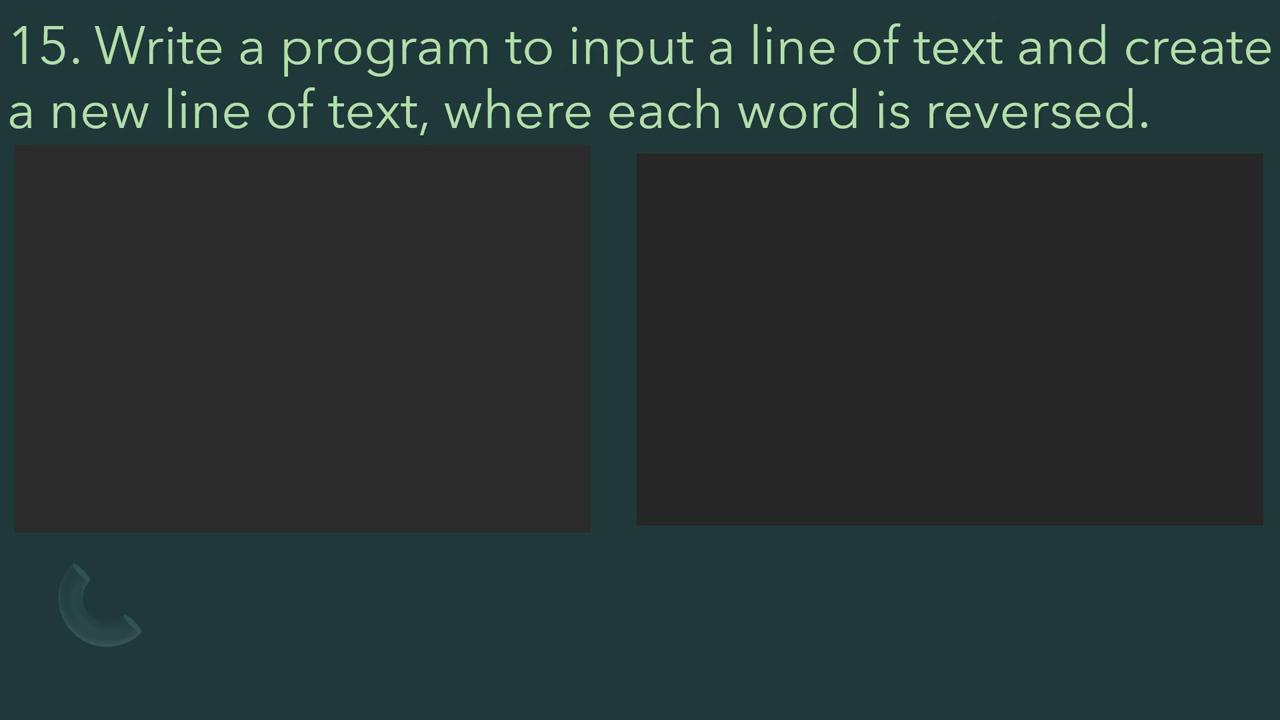 15. Write a program to input a line of text and create
a new line of text, where each word is reversed.